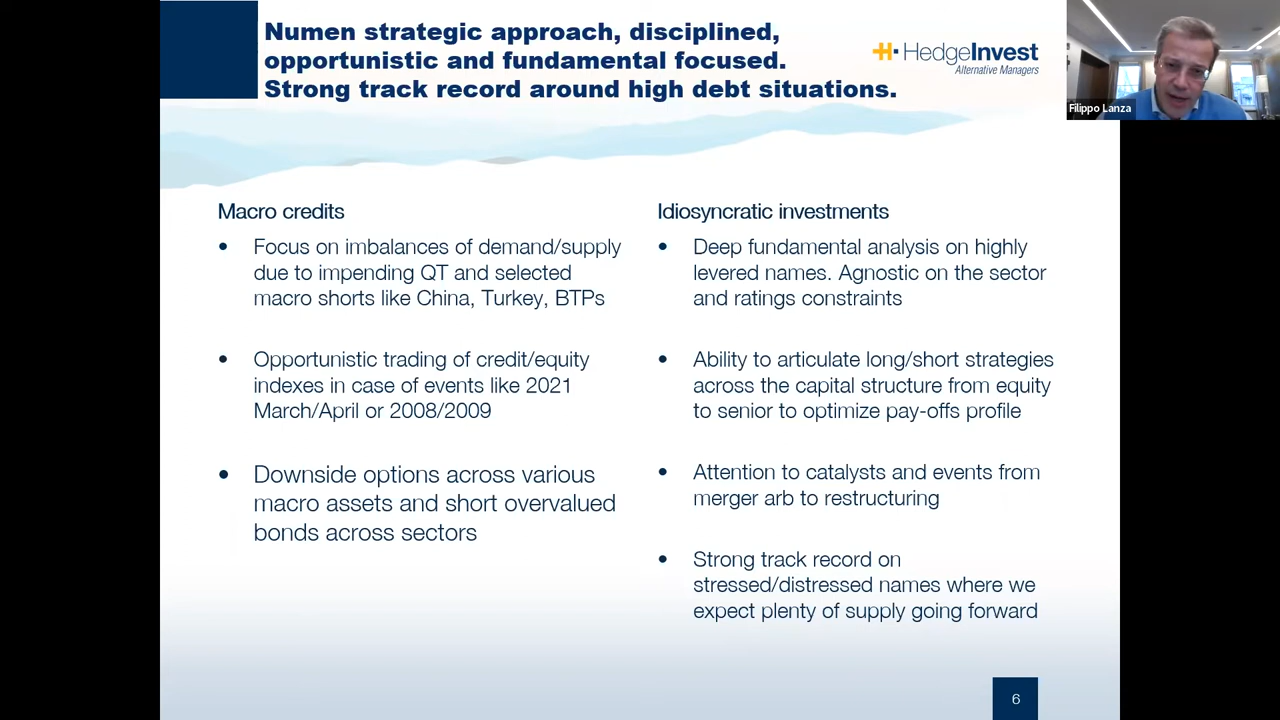 Numen strategic approach, disciplined,
opportunistic and fundamental focused.
Strong track record around high debt situations.
HedgeInvest
Alternative Managers
Filippo Lanza
Macro credits
• Focus on imbalances of demand/supply
due to impending QT and selected
macro shorts like China, Turkey, BTPs
• Opportunistic trading of credit/equity
indexes in case of events like 2021
March/April or 2008/2009
• Downside options across various
macro assets and short overvalued
bonds across sectors
Idiosyncratic investments
• Deep fundamental analysis on highly
levered names. Agnostic on the sector
and ratings constraints
• Ability to articulate long/short strategies
across the capital structure from equity
to senior to optimize pay-offs profile
• Attention to catalysts and events from
merger arb to restructuring
• Strong track record on
stressed/distressed names where we
expect plenty of supply going forward
6